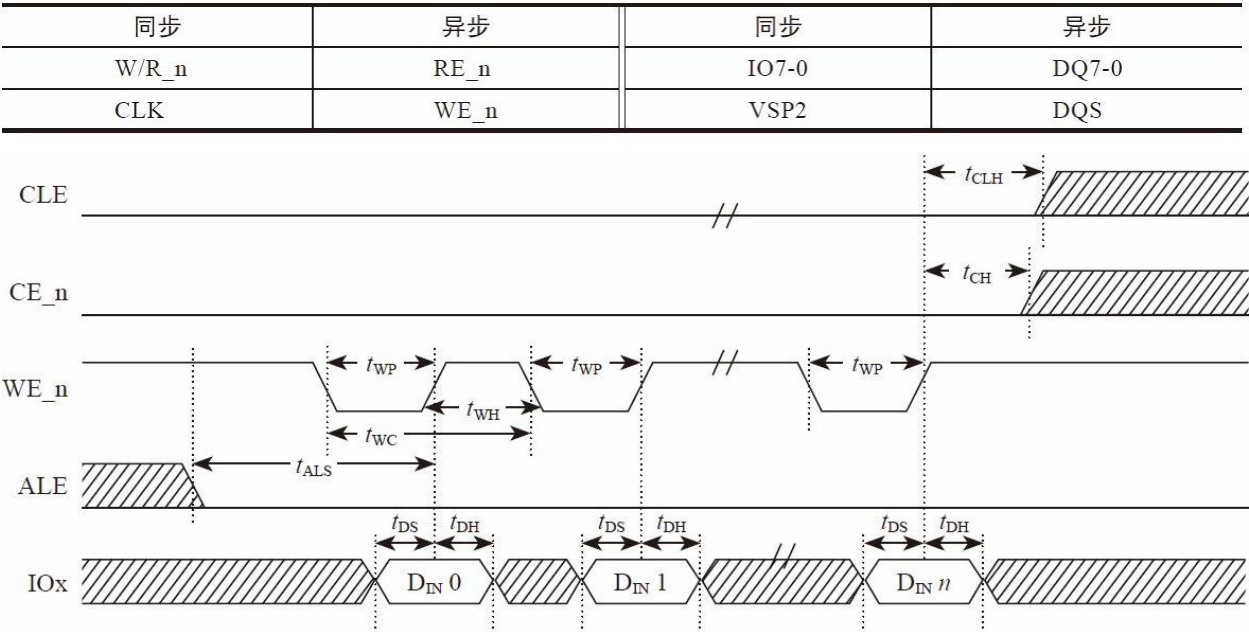 同步 异步 同步 异步
W/R_n RE_n IO7-0 DQ7-0
CLK WE_n VSP2 DQS
CLE tCLH
CE_n tCH
WE_n tWP tWP tWP
tWH
tWC
ALE tALS
tDS tDH tDS tDH tDS tDH
IOx DIN 0 DIN 1 DIN n